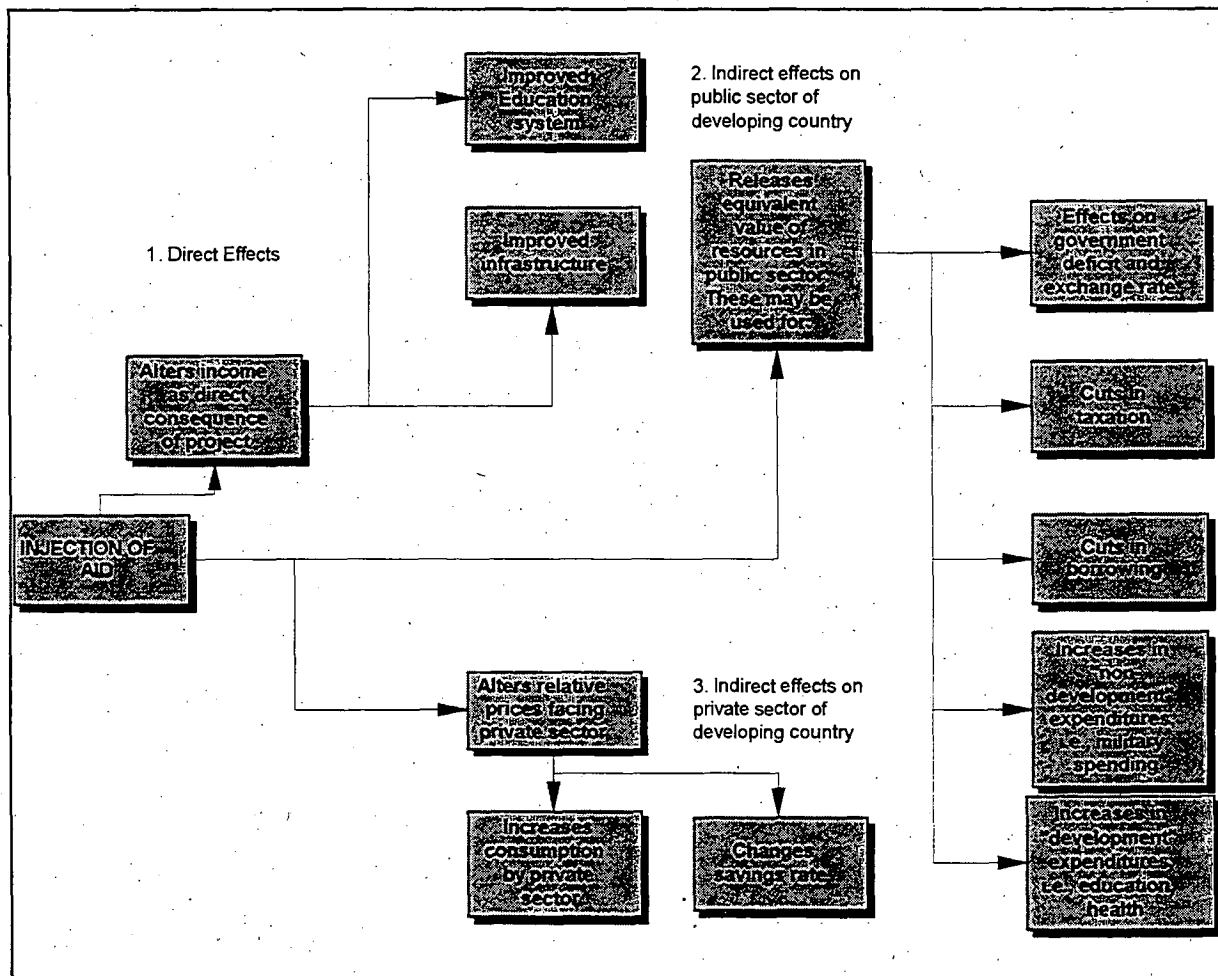 Improved
Education
system
2. Indirect effects on
public sector of
developing country
Releases
equivalent
value of
resources in
public sector.
These may be
used for:
Effects on
government
deficit and
exchange rate
Improved
infrastructure
1. Direct Effects
Alters income
as direct
consequence
of project
Cuts in
taxation
INJECTION OF
AID
Cuts in
borrowing
Alters relative
prices facing
private sector
3. Indirect effects on
private sector of
developing country
Increases in
non
development
expenditures
i.e., military
spending
Increases
consumption
by private
sector
Changes
savings rate
Increases in
development
expenditures
i.e., education,
health